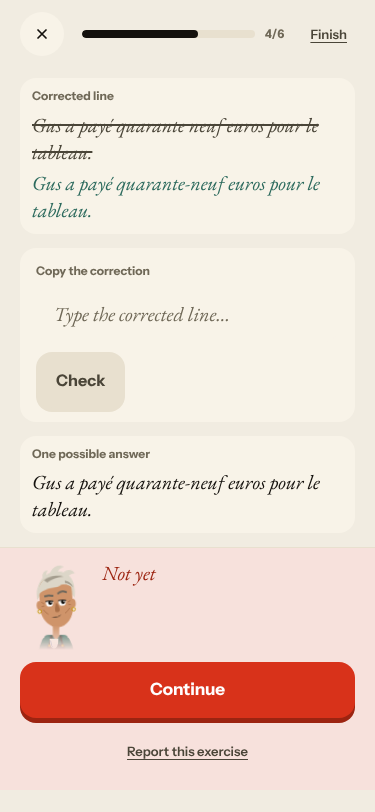 4/6
Finish
Corrected line
Gus a payé quarante neuf euros pour le
tableau.
Gus a payé quarante-neuf euros pour le
tableau.
Copy the correction
Type the corrected line...
Check
One possible answer
Gus a payé quarante-neuf euros pour le
tableau.
Not yet
Continue
Report this exercise